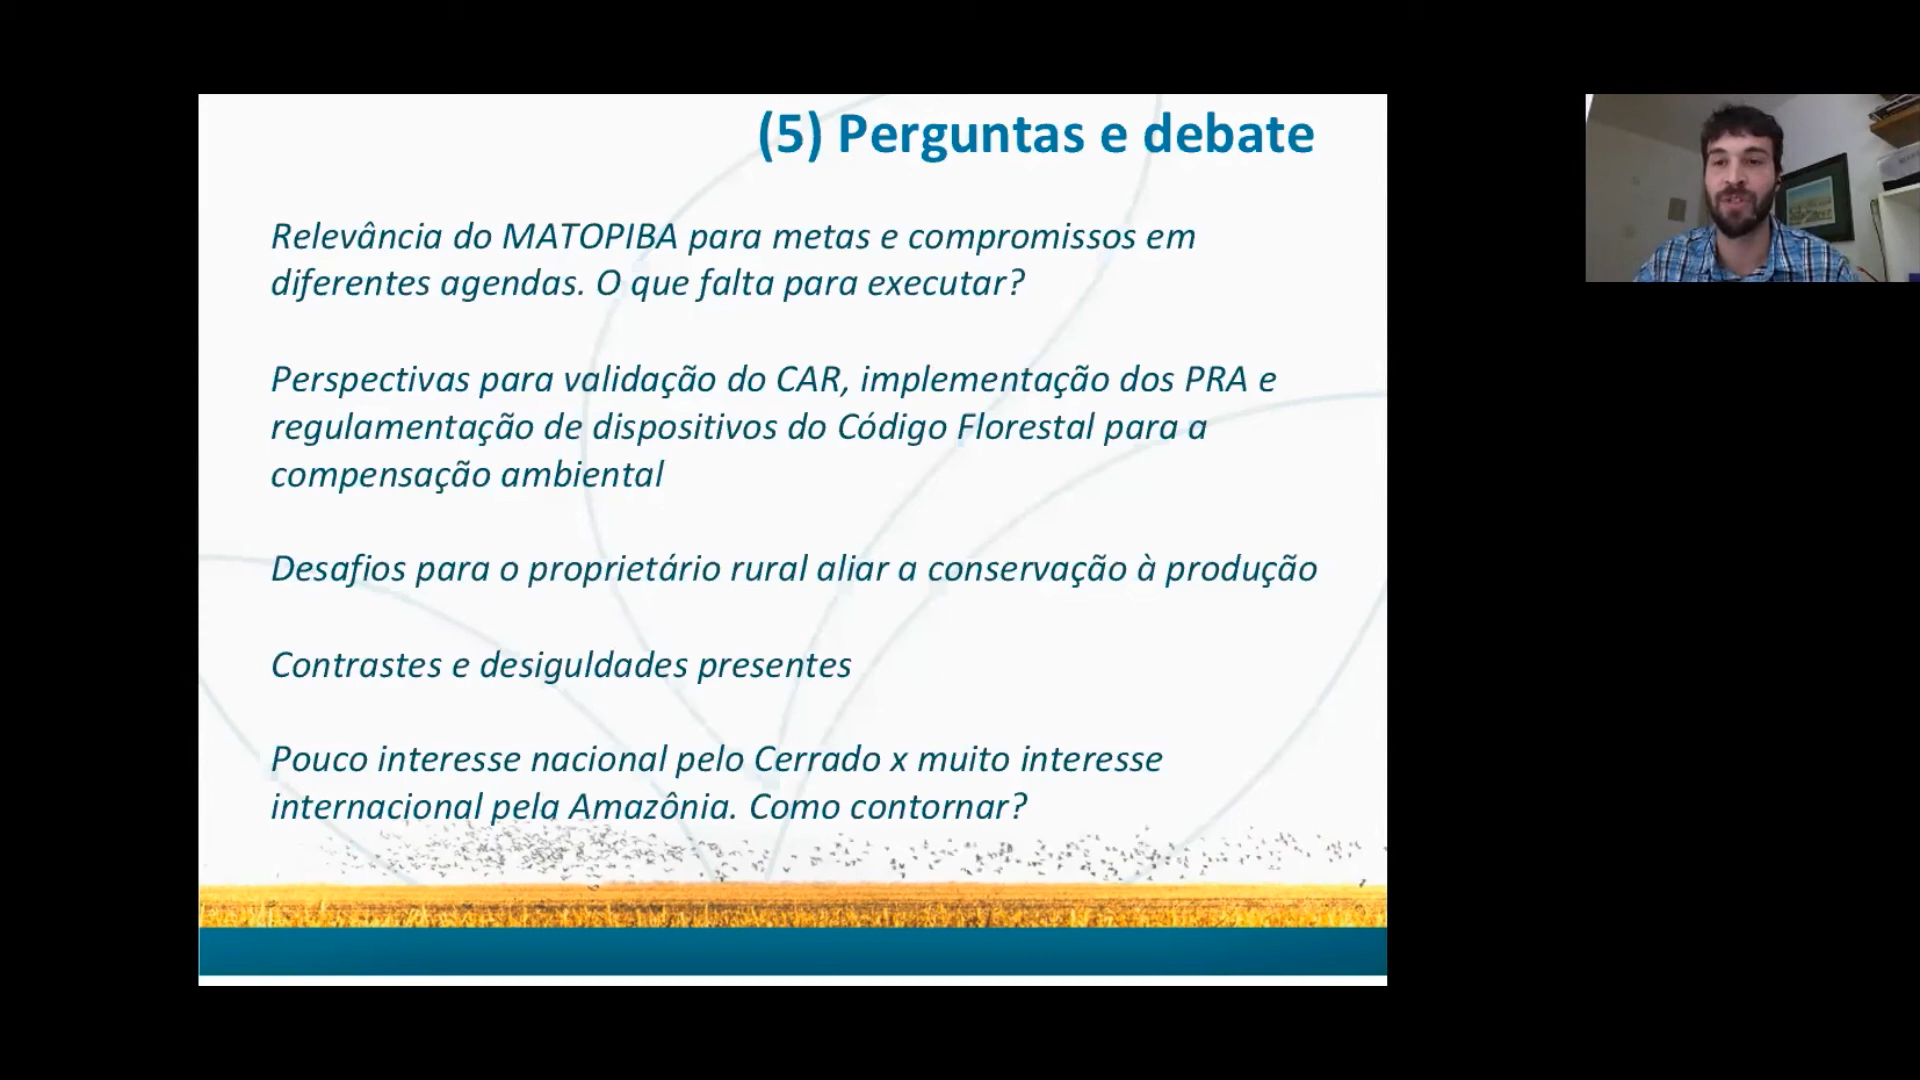 (5) Perguntas e debate
Relevância do MATOPIBA para metas e compromissos em
diferentes agendas. O que falta para executar?
Perspectivas para validação do CAR, implementação dos PRA e
regulamentação de dispositivos do Código Florestal para a
compensação ambiental
Desafios para o proprietário rural aliar a conservação à produção
Contrastes e desiguldades presentes
Pouco interesse nacional pelo Cerrado x muito interesse
internacional pela Amazônia. Como contornar?